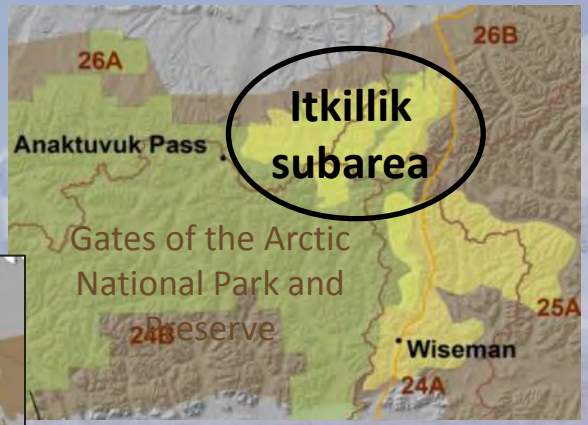 26A
26B
Itkillik
subarea
Anaktuvuk Pass
Gates of the Arctic
National Park and
Preserve
24B
25A
Wiseman
24A